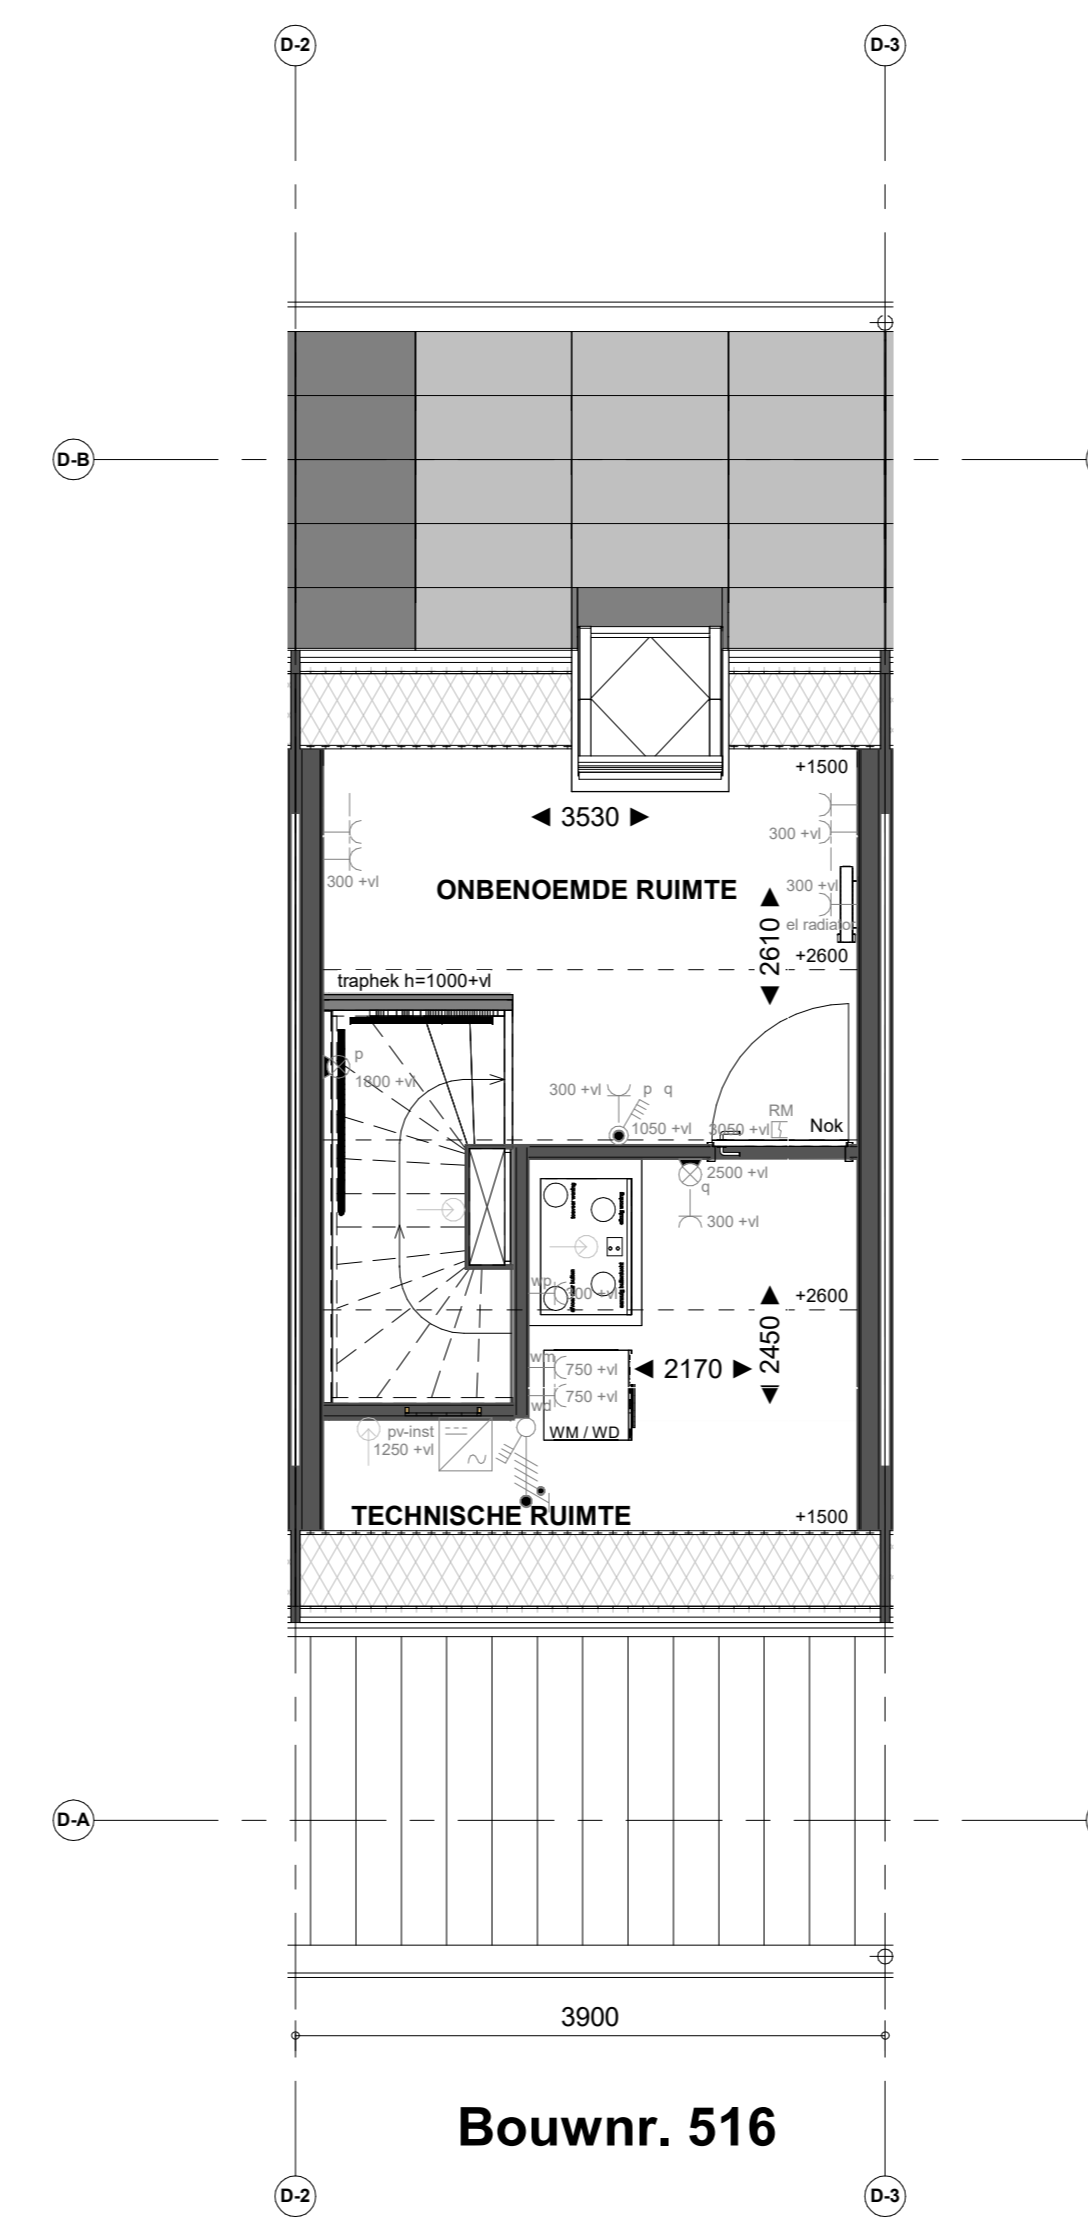 D-2 D-3
D-B
+1500
3530
300 +vl
300 +vl
300 +vl
ONBENOEMDE RUIMTE
el radiator
2610
+2600
traphek h=1000+vl
p
1800 +vl
300 +vl p q
RM
1050 +vl 3050 +vl Nok
2500 +vl
q
300 +vl
wp
+2600
2450
wm
750 +vl 2170
wd 750 +vl
pv-inst WM / WD
1250 +vl
TECHNISCHE RUIMTE +1500
D-A
3900
Bouwnr. 516
D-2 D-3